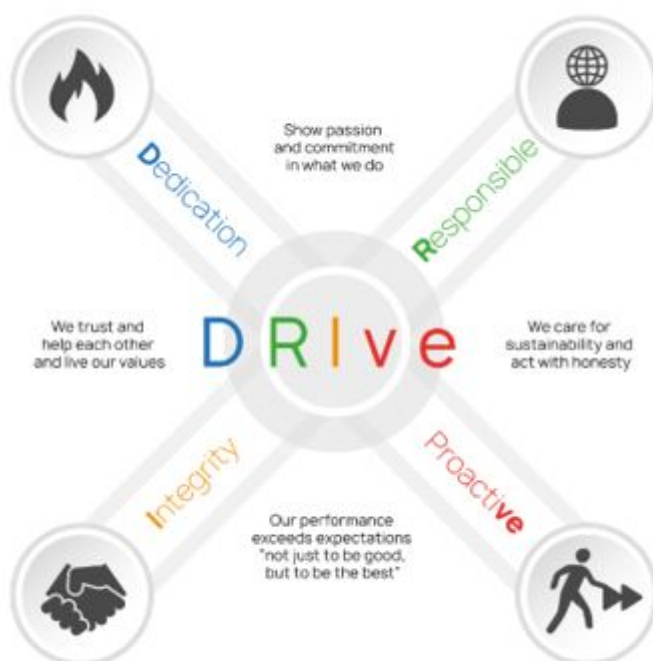 Show passion
and commitment
in what we do
Dedication
Responsible
We trust and
help each other
and live our values
DRIve
We care for
sustainability and
act with honesty
Integrity
Proactive
Our performance
exceeds expectations
"not just to be good,
but to be the best"